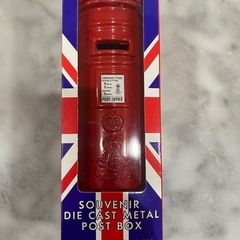 POST OFFICE
SOUVENIR
DIE CAST METAL
POST BOX